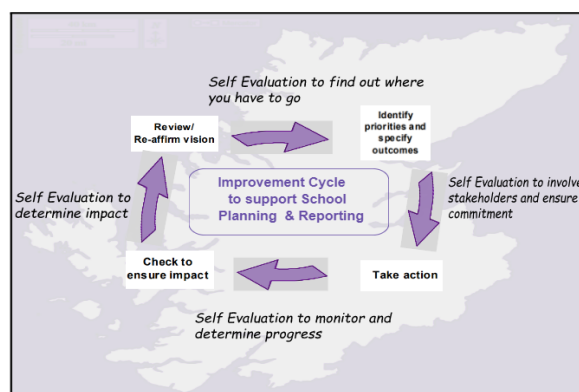 Self Evaluation to find out where
you have to go
Review/
Re-affirm vision
Identify
priorities and
specify
outcomes
Self Evaluation to
determine impact
Improvement Cycle
to support School
Planning & Reporting
Self Evaluation to involve
stakeholders and ensure
commitment
Check to
ensure impact
Take action
Self Evaluation to monitor and
determine progress